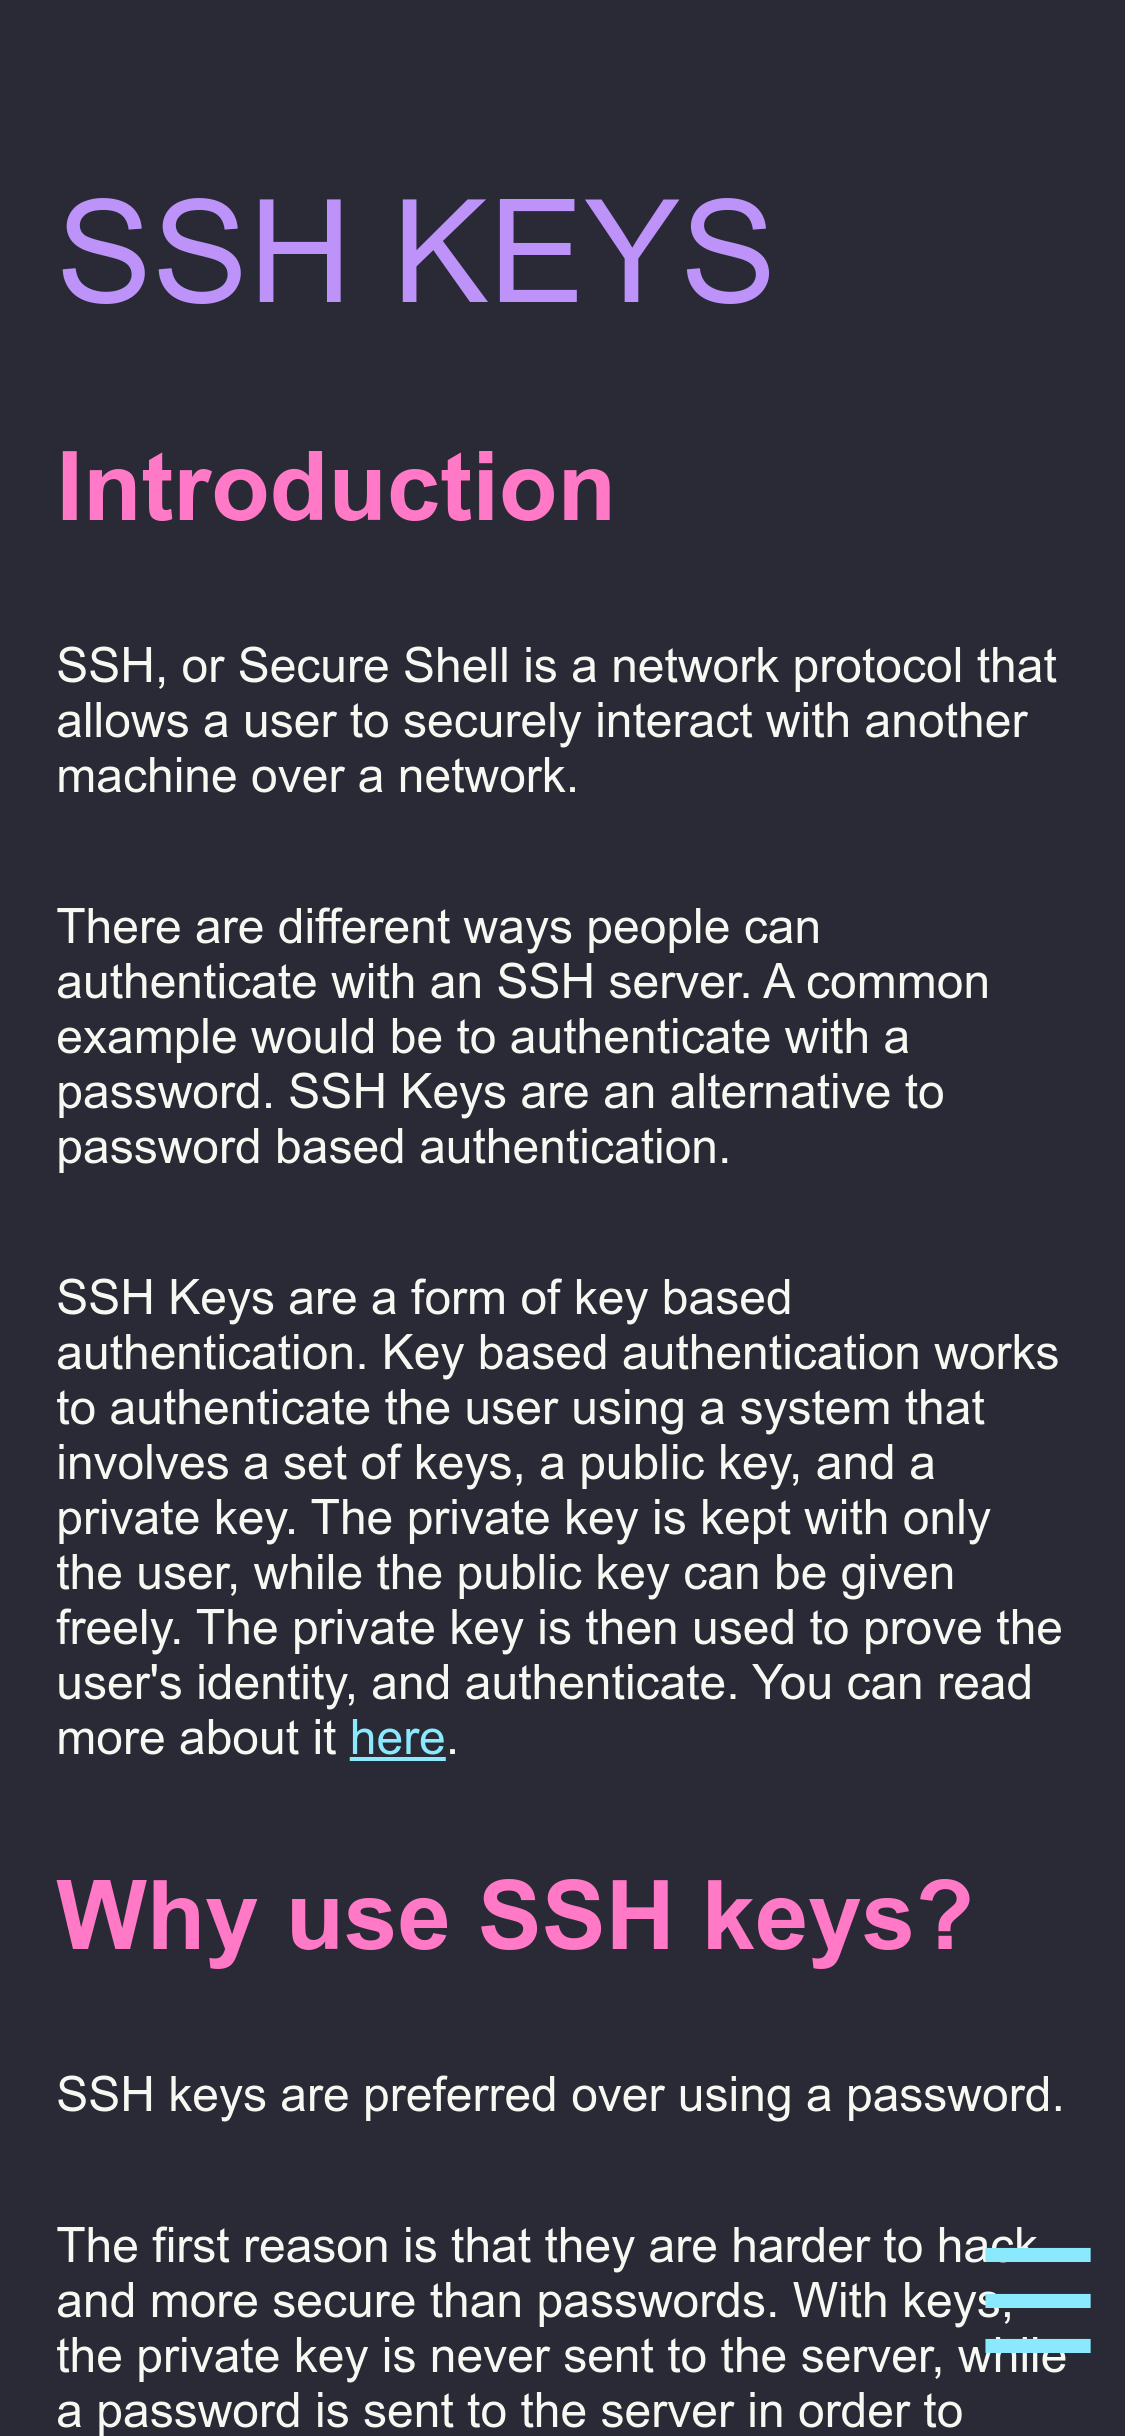 SSH KEYS
Introduction
SSH, or Secure Shell is a network protocol that
allows a user to securely interact with another
machine over a network.
There are different ways people can
authenticate with an SSH server. A common
example would be to authenticate with a
password. SSH Keys are an alternative to
password based authentication.
SSH Keys are a form of key based
authentication. Key based authentication works
to authenticate the user using a system that
involves a set of keys, a public key, and a
private key. The private key is kept with only
the user, while the public key can be given
freely. The private key is then used to prove the
user's identity, and authenticate. You can read
more about it here.
Why use SSH keys?
SSH keys are preferred over using a password.
The first reason is that they are harder to hack
and more secure than passwords. With keys,
the private key is never sent to the server, while
a password is sent to the server in order to